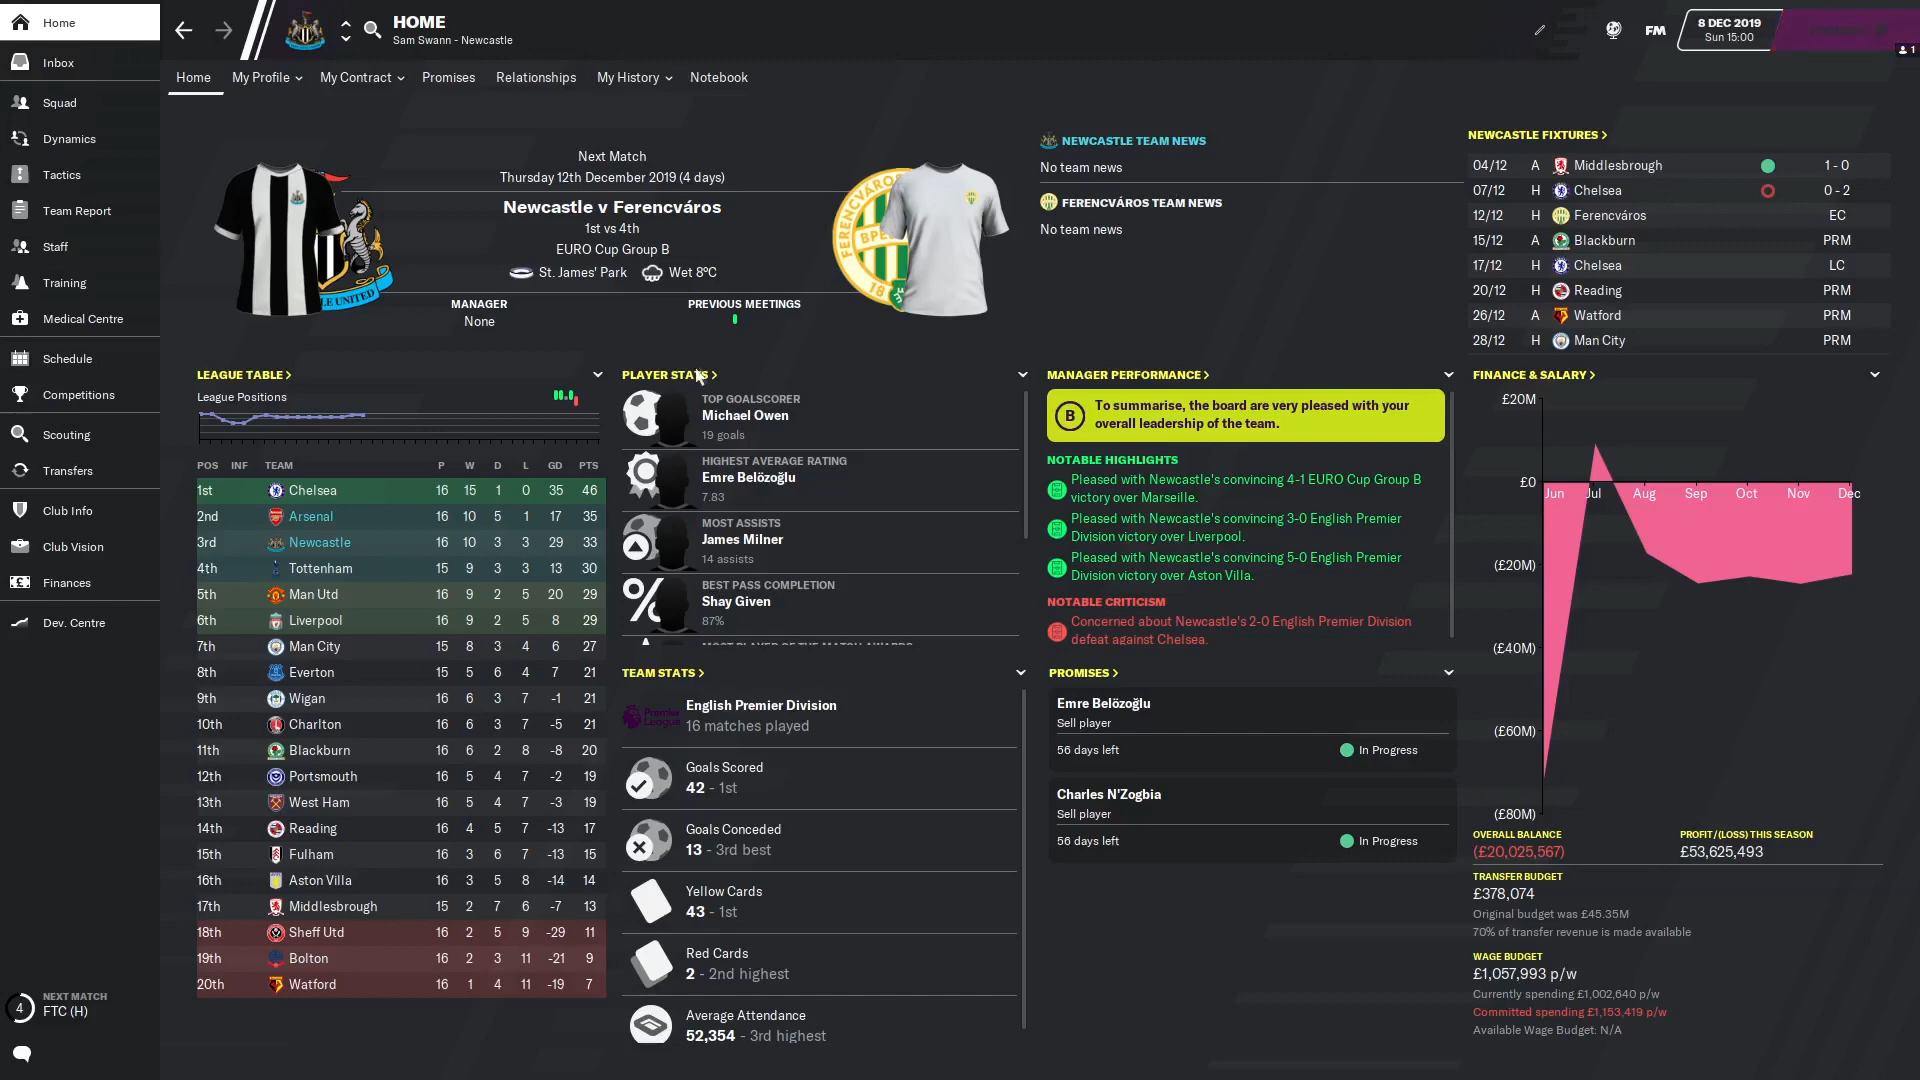 Home
Inbox
Squad
Dynamics
Tactics
Team Report
Staff
Training
Medical Centre
Schedule
Competitions
Scouting
Transfers
Club Info
Club Vision
Finances
Dev. Centre
4
NEXT MATCH
FTC (H)
HOME
Sam Swann - Newcastle
FM
8 DEC 2019
Sun 15:00
1
Home My Profile My Contract Promises Relationships My History Notebook
Next Match
Thursday 12th December 2019 (4 days)
Newcastle v Ferencváros
1st vs 4th
EURO Cup Group B
St. James' Park Wet 8ºC
MANAGER
None
PREVIOUS MEETINGS
NEWCASTLE TEAM NEWS
No team news
FERENCVÁROS TEAM NEWS
No team news
NEWCASTLE FIXTURES >
04/12 A Middlesbrough 1 - 0
07/12 H Chelsea 0 - 2
12/12 H Ferencváros EC
15/12 A Blackburn PRM
17/12 H Chelsea LC
20/12 H Reading PRM
26/12 A Watford PRM
28/12 H Man City PRM
LEAGUE TABLE >
League Positions
POS INF TEAM P W D L GD PTS
1st Chelsea 16 15 1 0 35 46
2nd Arsenal 16 10 5 1 17 35
3rd Newcastle 16 10 3 3 29 33
4th Tottenham 15 9 3 3 13 30
5th Man Utd 16 9 2 5 20 29
6th Liverpool 16 9 2 5 8 29
7th Man City 15 8 3 4 6 27
8th Everton 15 5 6 4 7 21
9th Wigan 16 6 3 7 -1 21
10th Charlton 16 6 3 7 -5 21
11th Blackburn 16 6 2 8 -8 20
12th Portsmouth 16 5 4 7 -2 19
13th West Ham 16 5 4 7 -3 19
14th Reading 16 4 5 7 -13 17
15th Fulham 16 3 6 7 -13 15
16th Aston Villa 16 3 5 8 -14 14
17th Middlesbrough 15 2 7 6 -7 13
18th Sheff Utd 16 2 5 9 -29 11
19th Bolton 16 2 3 11 -21 9
20th Watford 16 1 4 11 -19 7
PLAYER STATS >
TOP GOALSCORER
Michael Owen
19 goals
HIGHEST AVERAGE RATING
Emre Belözoğlu
7.83
MOST ASSISTS
James Milner
14 assists
BEST PASS COMPLETION
Shay Given
87%
MOST PLAYER OF THE MATCH AWARDS
TEAM STATS >
Premier League
English Premier Division
16 matches played
Goals Scored
42 - 1st
Goals Conceded
13 - 3rd best
Yellow Cards
43 - 1st
Red Cards
2 - 2nd highest
Average Attendance
52,354 - 3rd highest
MANAGER PERFORMANCE >
B
To summarise, the board are very pleased with your
overall leadership of the team.
NOTABLE HIGHLIGHTS
Pleased with Newcastle's convincing 4-1 EURO Cup Group B
victory over Marseille.
Pleased with Newcastle's convincing 3-0 English Premier
Division victory over Liverpool.
Pleased with Newcastle's convincing 5-0 English Premier
Division victory over Aston Villa.
NOTABLE CRITICISM
Concerned about Newcastle's 2-0 English Premier Division
defeat against Chelsea.
PROMISES >
Emre Belözoğlu
Sell player
56 days left In Progress
Charles N'Zogbia
Sell player
56 days left In Progress
FINANCE & SALARY >
£20M
£0
(£20M)
(£40M)
(£60M)
(£80M)
Jun Jul Aug Sep Oct Nov Dec
OVERALL BALANCE
(£20,025,567)
PROFIT/(LOSS) THIS SEASON
£53,625,493
TRANSFER BUDGET
£378,074
Original budget was £45.35M
70% of transfer revenue is made available
WAGE BUDGET
£1,057,993 p/w
Currently spending £1,002,640 p/w
Committed spending £1,153,419 p/w
Available Wage Budget: N/A